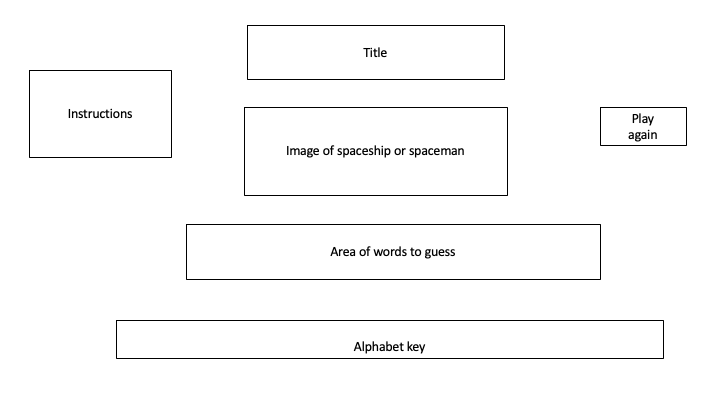 Title
Instructions
Play
again
Image of spaceship or spaceman
Area of words to guess
Alphabet key